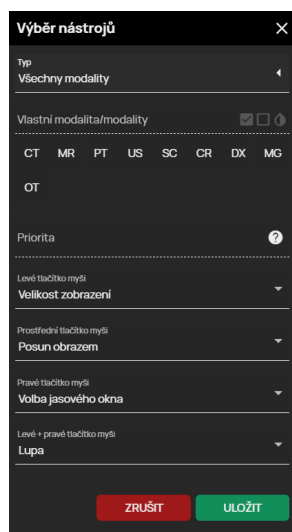 Výběr nástrojů
Typ
Všechny modality
Vlastní modalita/modality
CT MR PT US SC CR DX MG
OT
Priorita
?
Levé tlačítko myši
Velikost zobrazení
Prostřední tlačítko myši
Posun obrazem
Pravé tlačítko myši
Volba jasového okna
Levé + pravé tlačítko myši
Lupa
ZRUŠIT ULOŽIT